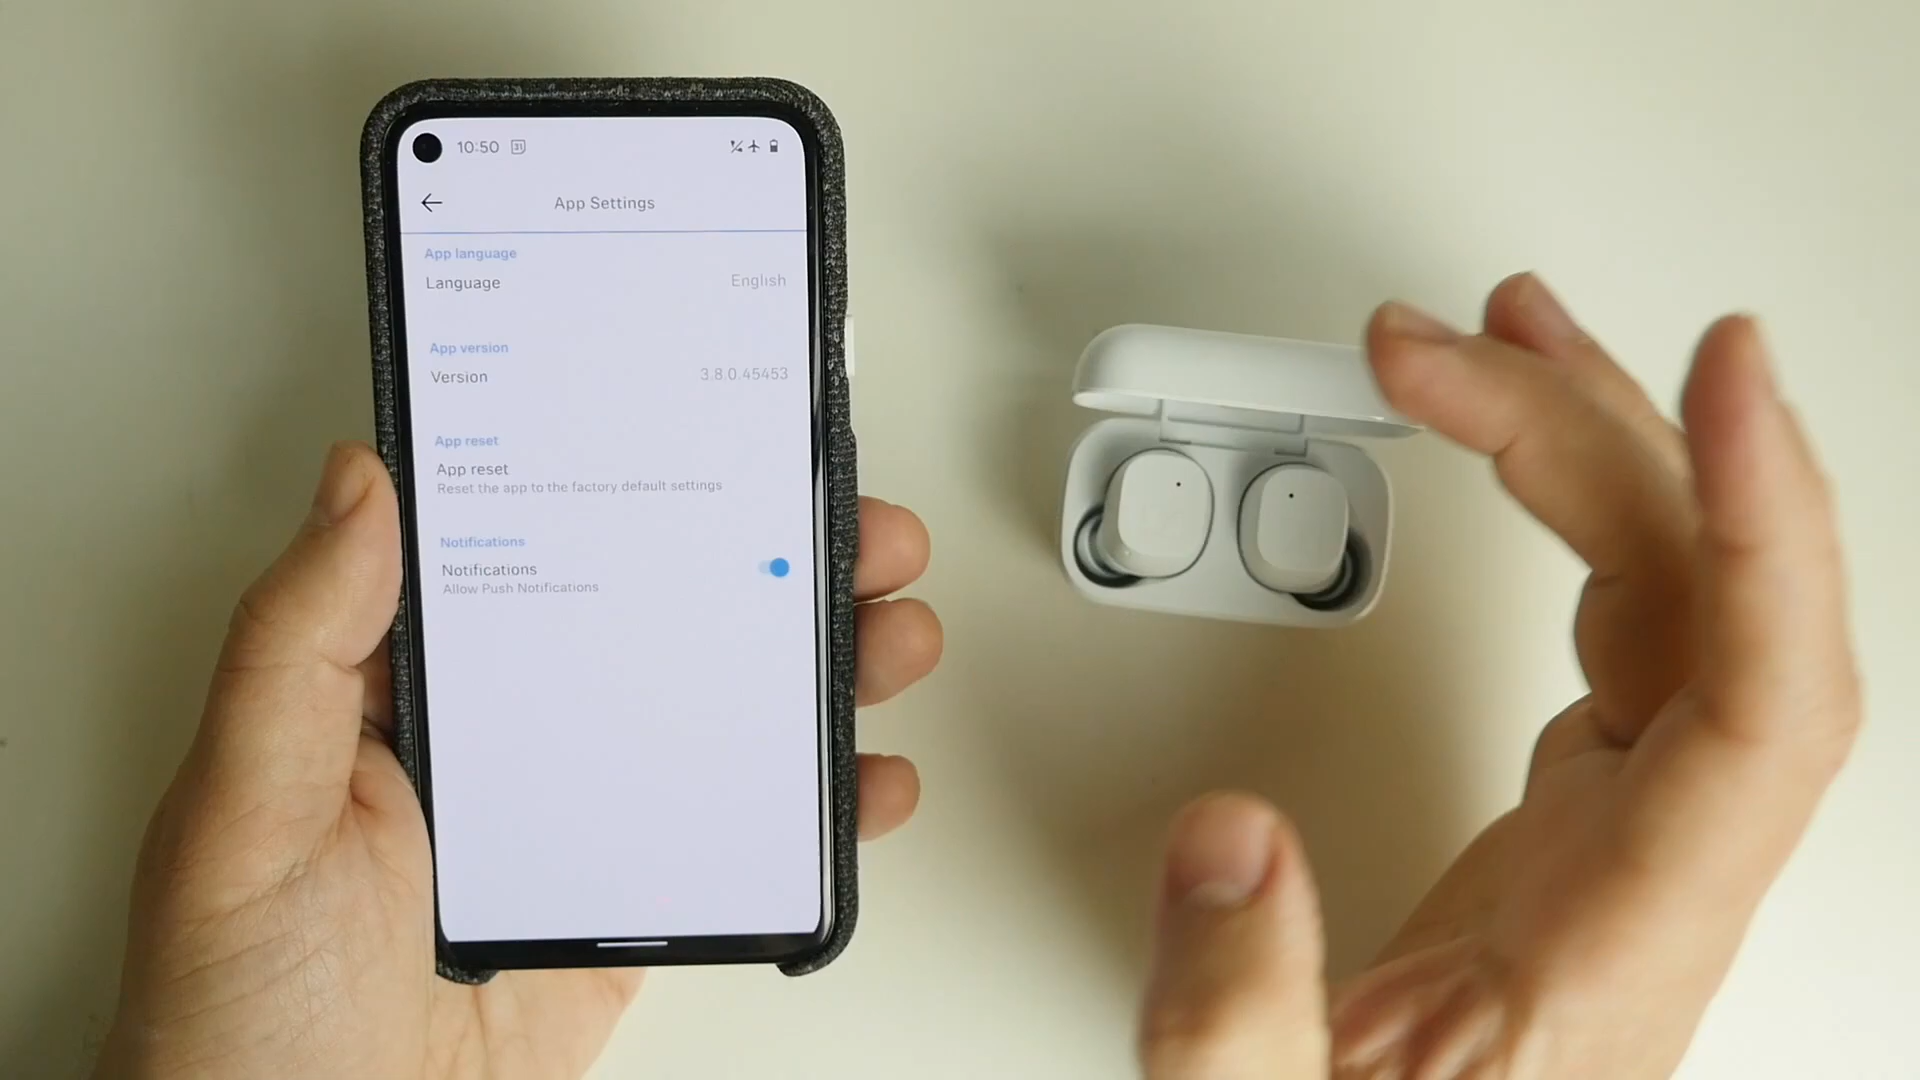 10:50 31
App Settings
App language
Language English
App version
Version 3.8.0.45453
App reset
App reset
Reset the app to the factory default settings
Notifications
Notifications
Allow Push Notifications